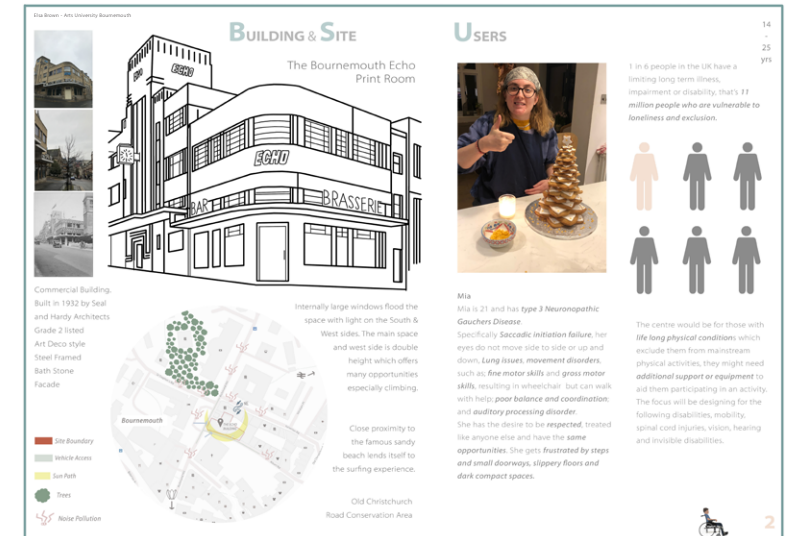 Elsa Brown - Arts University Bournemouth
BUILDING & SITE
The Bournemouth Echo
Print Room
ECHO
ECHO
BAR
BRASSERIE
Commercial Building.
Built in 1932 by Seal
and Hardy Architects
Grade 2 listed
Art Deco style
Steel Framed
Bath Stone
Facade
Internally large windows flood the
space with light on the South &
West sides. The main space
and west side is double
height which offers
many opportunities
especially climbing.
Close proximity to
the famous sandy
beach lends itself to
the surfing experience.
Old Christchurch
Road Conservation Area
Bournemouth
Site Boundary
Vehicle Access
Sun Path
Trees
Noise Pollution
USERS
14
-
25
yrs
1 in 6 people in the UK have a
limiting long term illness,
impairment or disability, that's 11
million people who are vulnerable to
loneliness and exclusion.
Mia
Mia is 21 and has type 3 Neuronopathic
Gauchers Disease.
Specifically Saccadic initiation failure, her
eyes do not move side to side or up and
down, Lung issues, movement disorders,
such as; fine motor skills and gross motor
skills, resulting in wheelchair but can walk
with help; poor balance and coordination;
and auditory processing disorder.
She has the desire to be respected, treated
like anyone else and have the same
opportunities. She gets frustrated by steps
and small doorways, slippery floors and
dark compact spaces.
The centre would be for those with
life long physical conditions which
exclude them from mainstream
physical activities, they might need
additional support or equipment to
aid them participating in an activity.
The focus will be designing for the
following disabilities, mobility,
spinal cord injuries, vision, hearing
and invisible disabilities.
2